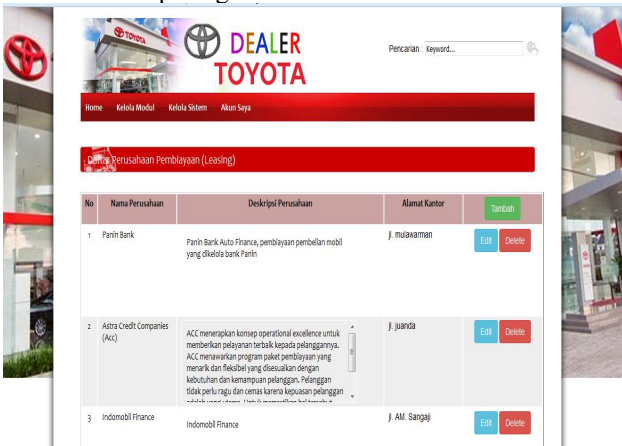 TOYOTA
DEALER
TOYOTA
Pencarian : Keyword...
Home Kelola Modul Kelola Sistem Akun Saya
Daftar Perusahaan Pembiayaan (Leasing)
No Nama Perusahaan Deskripsi Perusahaan Alamat Kantor Tambah
1 Panin Bank Panin Bank Auto Finance, pembiayaan pembelian mobil jl. mulawarman Edit Delete
yang dikelola bank Panin
2 Astra Credit Companies ACC menerapkan konsep operational excellence untuk jl. juanda Edit Delete
(Acc) memberikan pelayanan terbaik kepada pelanggannya.
ACC menawarkan program paket pembiayaan yang
menarik dan fleksibel yang disesuaikan dengan
kebutuhan dan kemampuan pelanggan. Pelanggan
tidak perlu ragu dan cemas karena kepuasan pelanggan
3 Indomobil Finance Indomobil Finance jl. AM. Sangaji Edit Delete